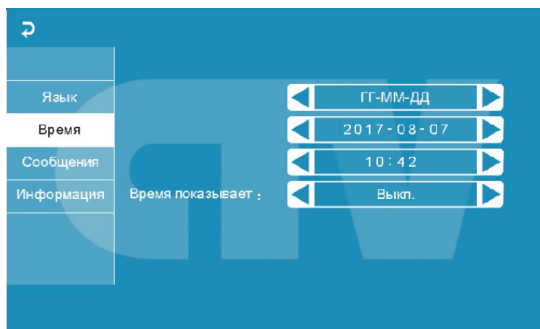 Язык
ГГ-ММ-ДД
Время
2017-08-07
Сообщения
10:42
Информация
Время показывает :
Выкл.